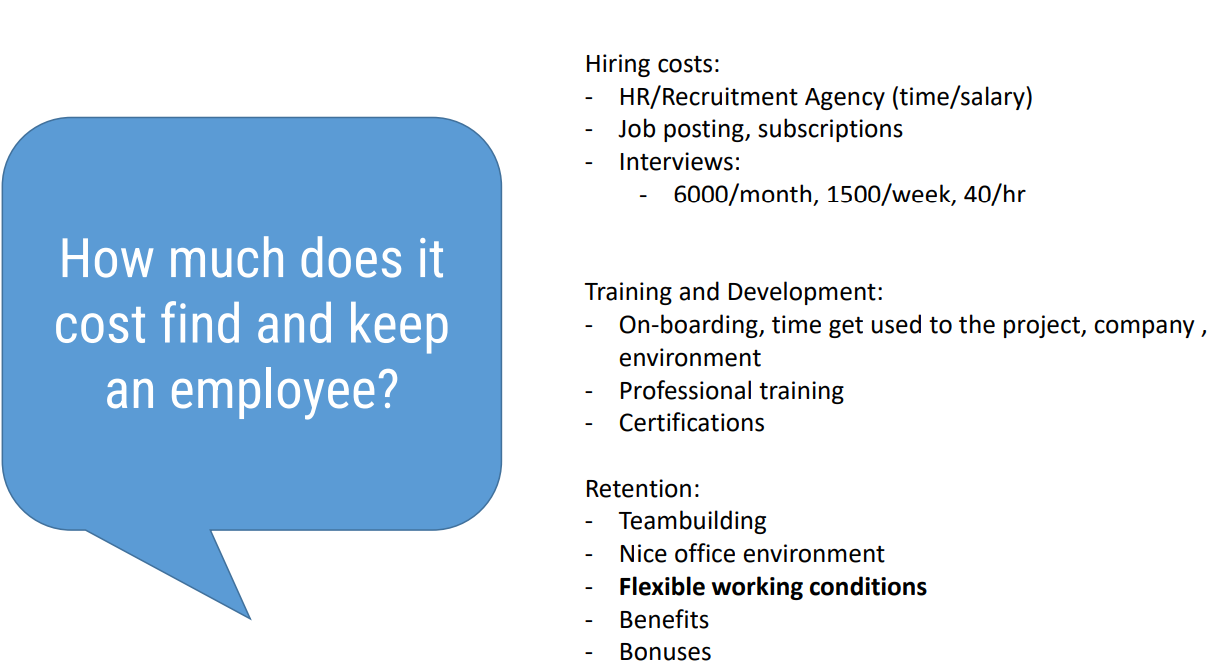 How much does it
cost find and keep
an employee?
Hiring costs:
- HR/Recruitment Agency (time/salary)
- Job posting, subscriptions
- Interviews:
- 6000/month, 1500/week, 40/hr
Training and Development:
- On-boarding, time get used to the project, company ,
environment
- Professional training
- Certifications
Retention:
- Teambuilding
- Nice office environment
- Flexible working conditions
- Benefits
- Bonuses